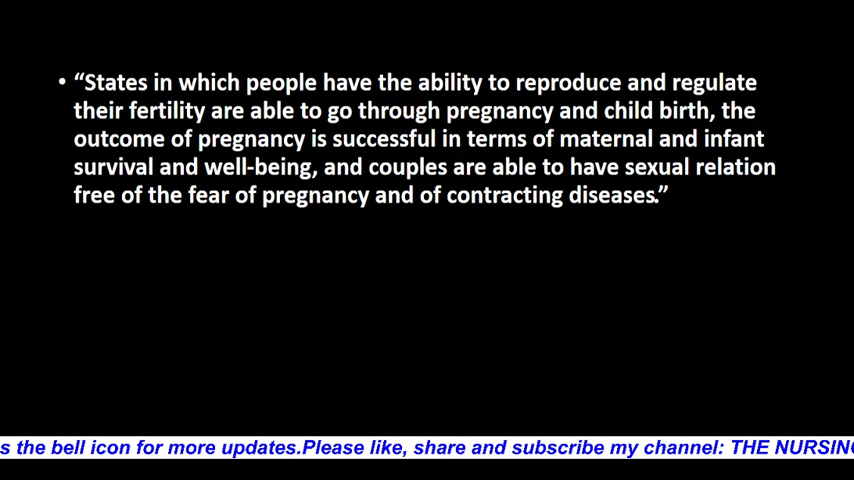 • “States in which people have the ability to reproduce and regulate
their fertility are able to go through pregnancy and child birth, the
outcome of pregnancy is successful in terms of maternal and infant
survival and well-being, and couples are able to have sexual relation
free of the fear of pregnancy and of contracting diseases.”
s the bell icon for more updates.Please like, share and subscribe my channel: THE NURSING